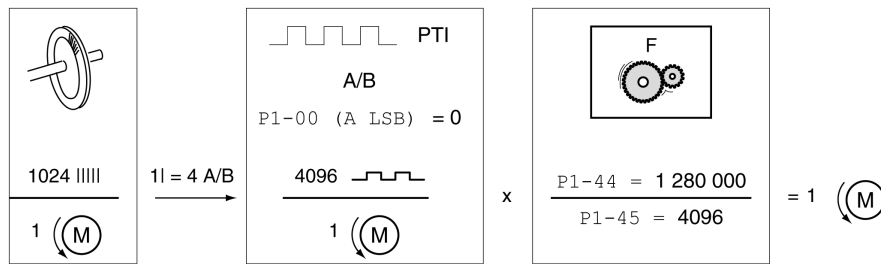 1024 |||||
1 M
1| = 4 A/B
PTI
A/B
P1-00 (A LSB) = 0
4096
1 M
x
F
P1-44 = 1 280 000
P1-45 = 4096
= 1 M